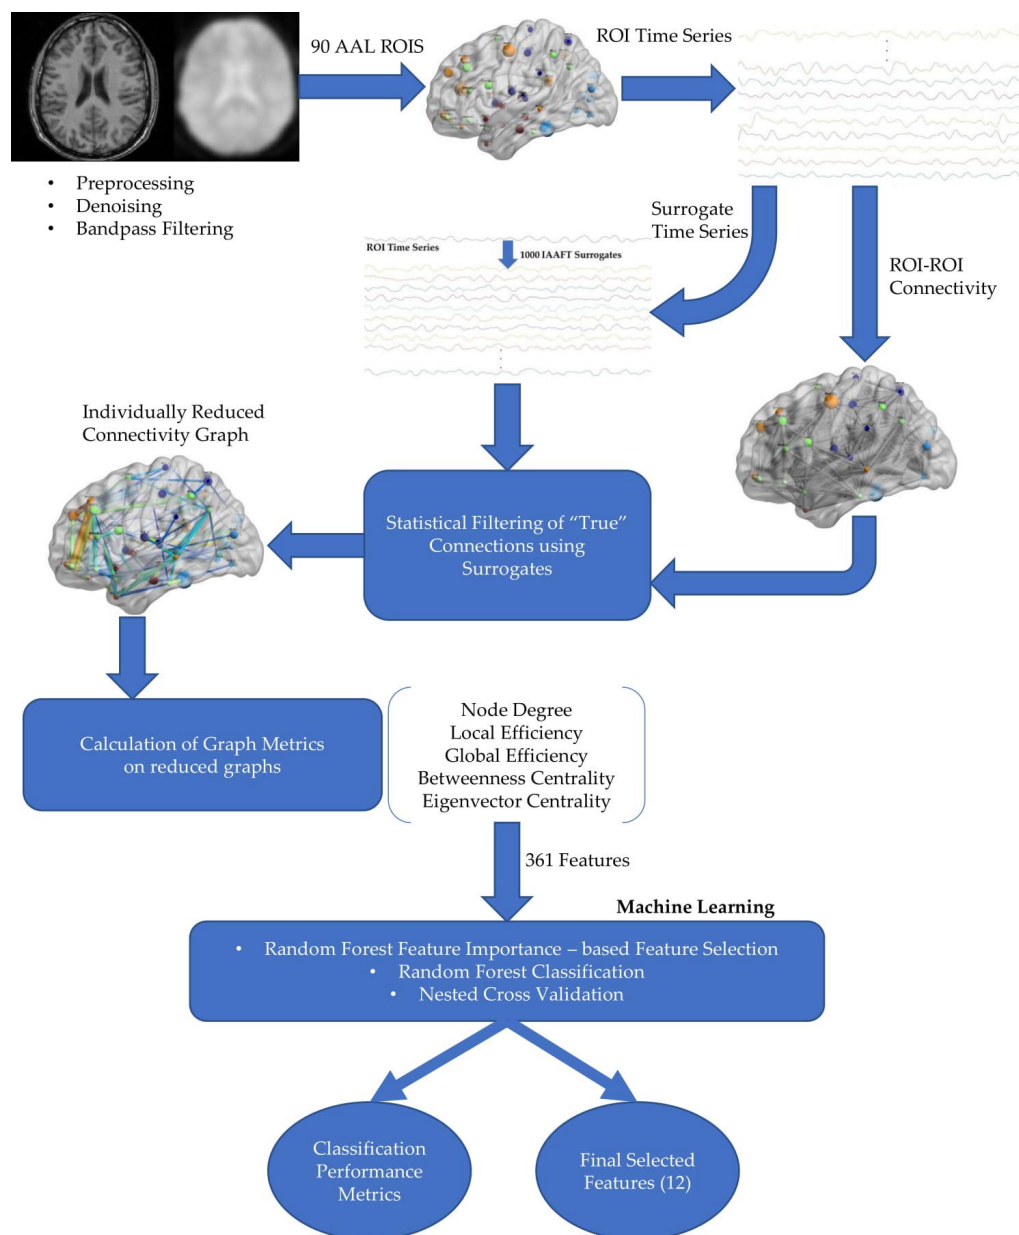 90 AAL ROIS
ROI Time Series
• Preprocessing
• Denoising
• Bandpass Filtering
Surrogate
Time Series
ROI Time Series
1000 IAAFT Surrogates
ROI-ROI
Connectivity
Individually Reduced
Connectivity Graph
Statistical Filtering of “True”
Connections using
Surrogates
Calculation of Graph Metrics
on reduced graphs
Node Degree
Local Efficiency
Global Efficiency
Betweenness Centrality
Eigenvector Centrality
361 Features
Machine Learning
• Random Forest Feature Importance – based Feature Selection
• Random Forest Classification
• Nested Cross Validation
Classification
Performance
Metrics
Final Selected
Features (12)